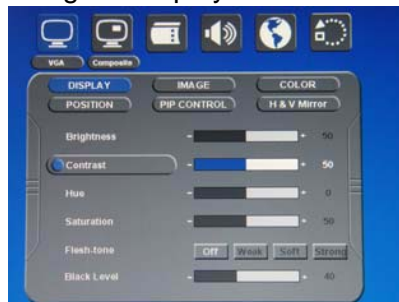 VGA Composite
DISPLAY IMAGE COLOR
POSITION PIP CONTROL H & V Mirror
Brightness - + 50
Contrast - + 50
Hue - + 0
Saturation - + 50
Flesh-tone Off Weak Soft Strong
Black Level - + 40